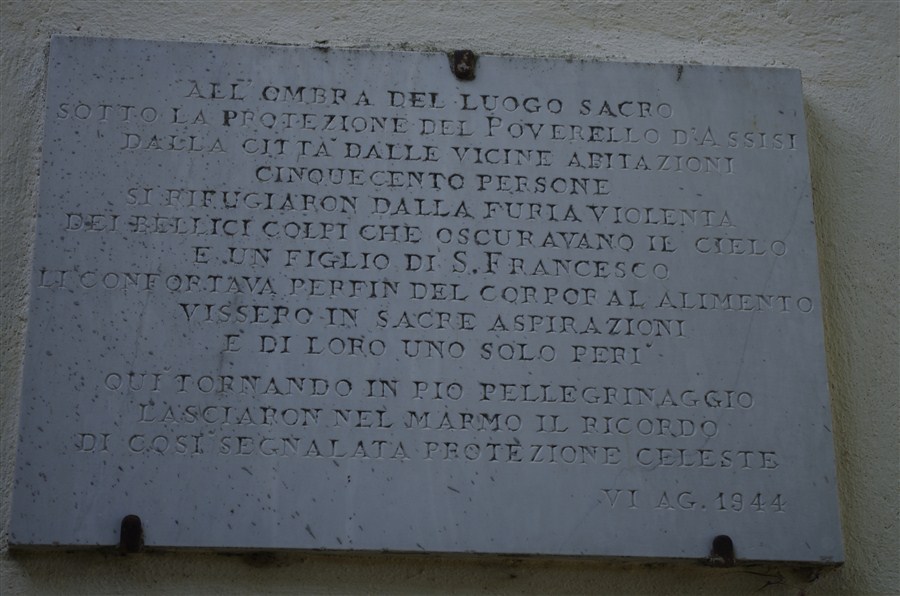 ALL'OMBRA DEL LUOGO SACRO
SOTTO LA PROTEZIONE DEL POVERELLO D'ASSISI
DALLA CITTÀ DALLE VICINE ABITAZIONI
CINQUECENTO PERSONE
SI RIFUGIARON DALLA FURIA VIOLENTA
DEI BELLICI COLPI CHE OSCURAVANO IL CIELO
E UN FIGLIO DI S. FRANCESCO
LI CONFORTAVA PERFIN DEL CORPORAL ALIMENTO
VISSERO IN SACRE ASPIRAZIONI
E DI LORO UNO SOLO PERI'
QUI TORNANDO IN PIO PELLEGRINAGGIO
LASCIARON NEL MARMO IL RICORDO
DI COSÌ SEGNALATA PROTEZIONE CELESTE
VI AG. 1944